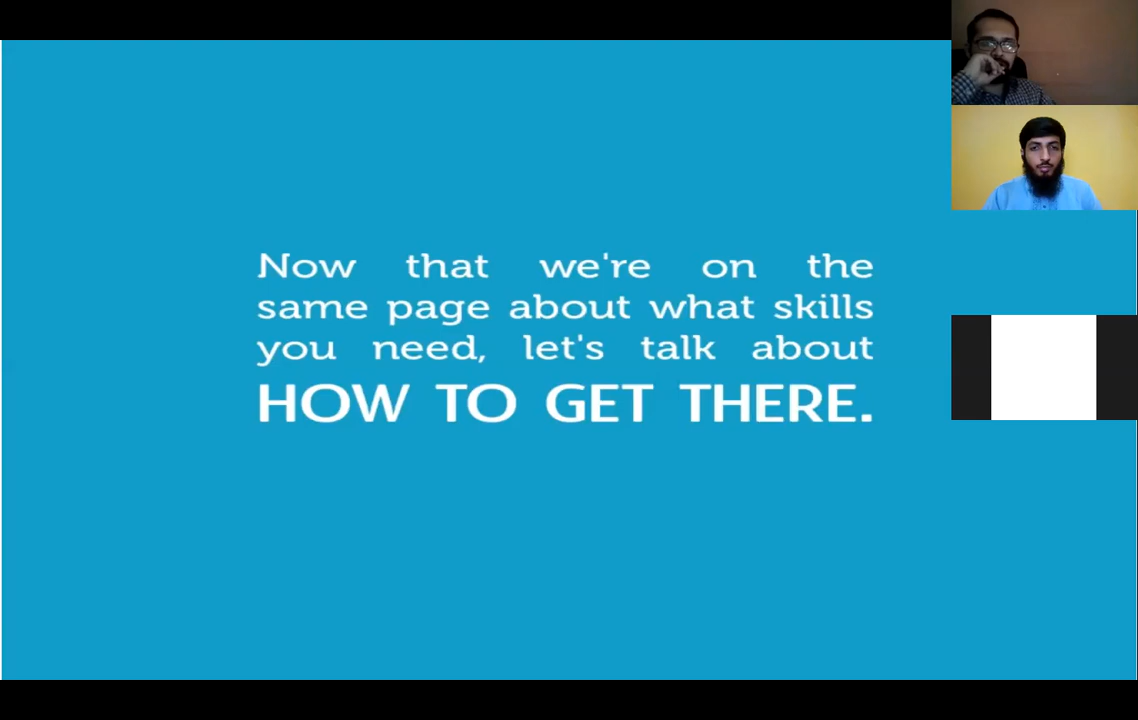 Now that we're on the
same page about what skills
you need, let's talk about
HOW TO GET THERE.